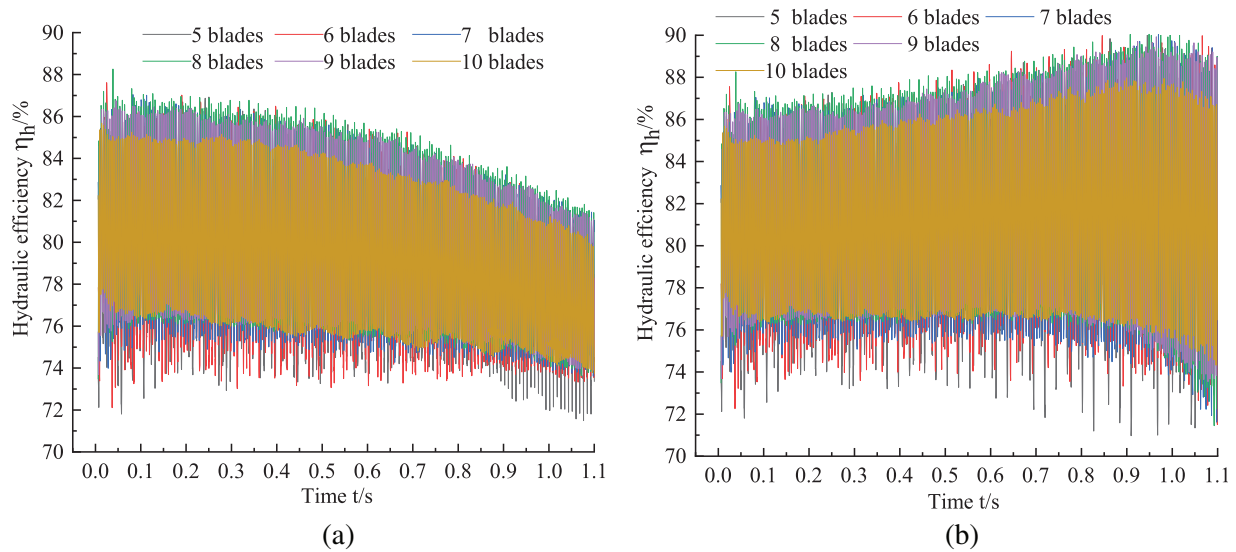 5 blades 6 blades 7 blades
8 blades 9 blades 10 blades
90
88
86
84
82
80
78
76
74
72
70
Hydraulic efficiency ηh/%
0.0 0.1 0.2 0.3 0.4 0.5 0.6 0.7 0.8 0.9 1.0 1.1
Time t/s
(a)
5 blades 6 blades 7 blades
8 blades 9 blades
10 blades
90
88
86
84
82
80
78
76
74
72
70
Hydraulic effciency ηh/%
0.0 0.1 0.2 0.3 0.4 0.5 0.6 0.7 0.8 0.9 1.0 1.1
Time t/s
(b)